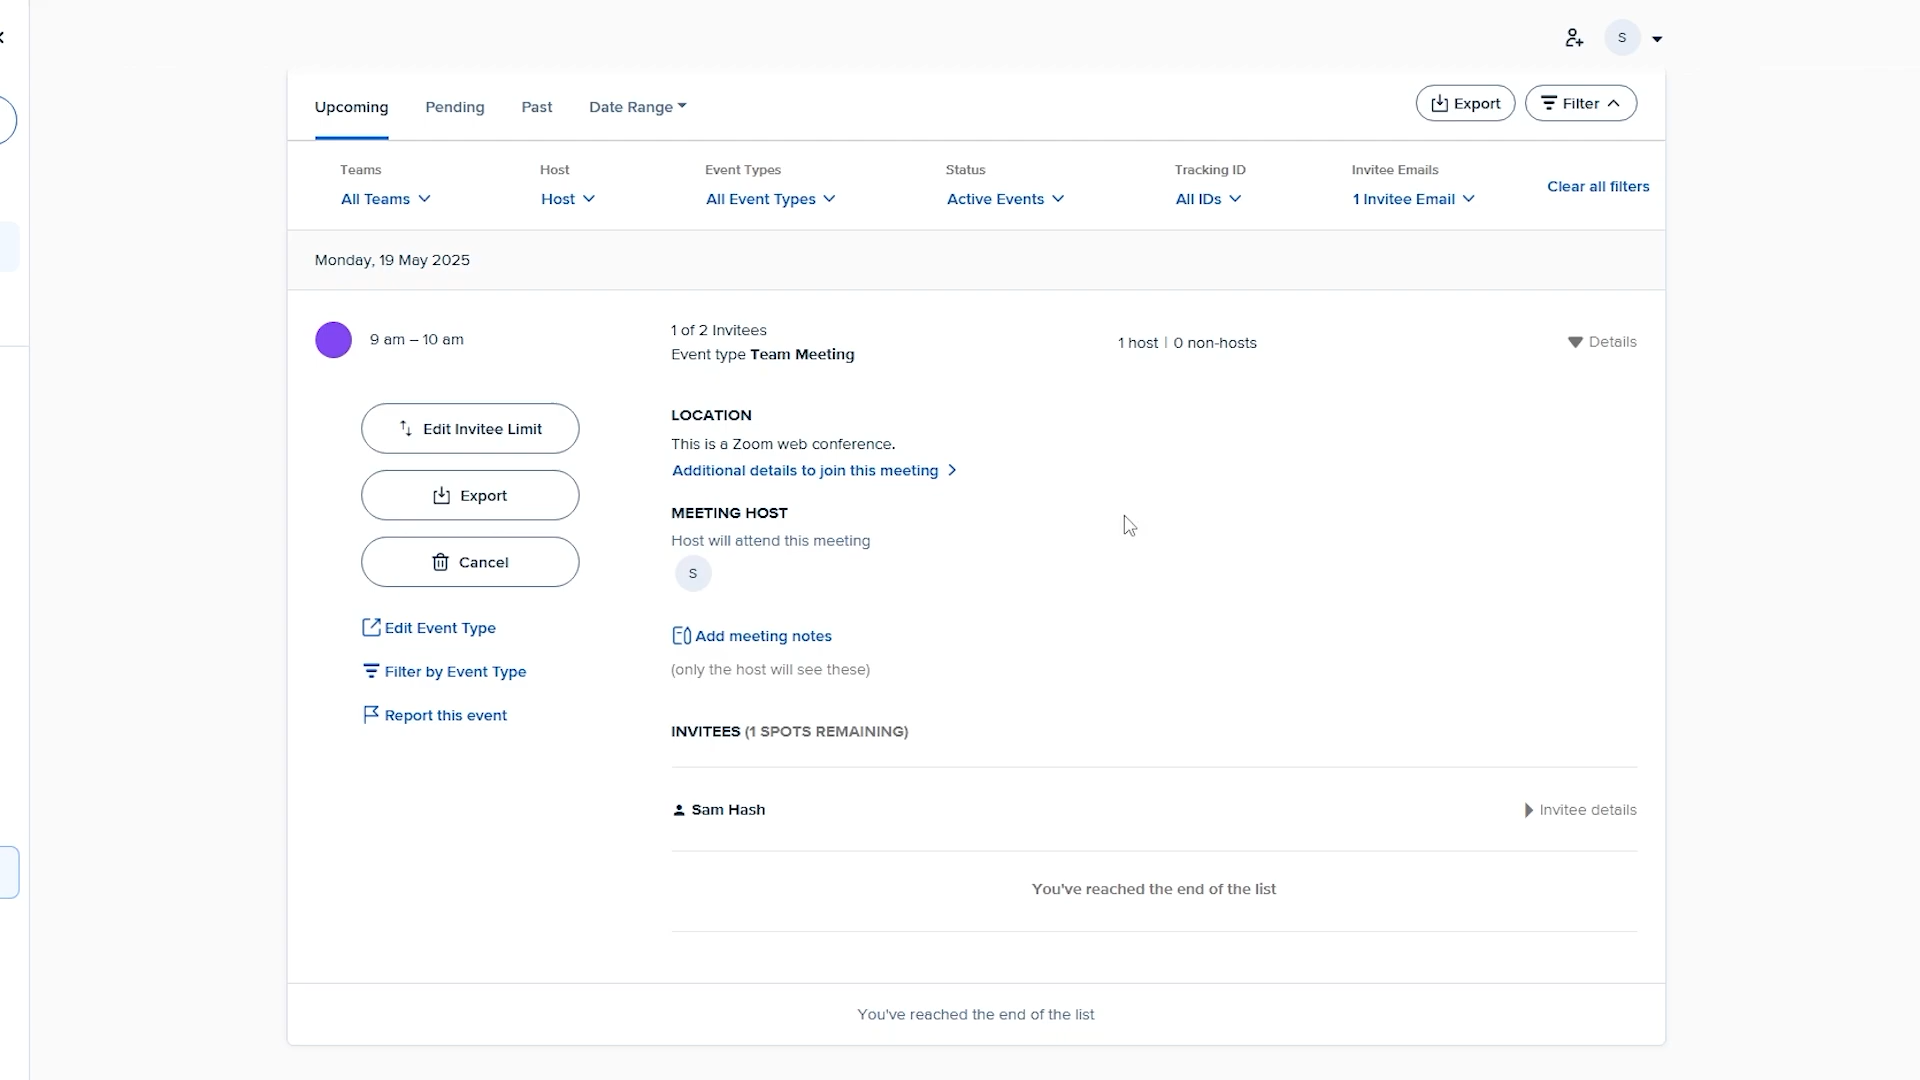 S
Upcoming
Pending
Past
Date Range
Export
Filter
Teams
Host
Event Types
Status
Tracking ID
Invitee Emails
All Teams
Host
All Event Types
Active Events
All IDs
1 Invitee Email
Clear all filters
Monday, 19 May 2025
9 am – 10 am
1 of 2 Invitees
Event type Team Meeting
1 host | 0 non-hosts
Details
Edit Invitee Limit
Export
Cancel
Edit Event Type
Filter by Event Type
Report this event
LOCATION
This is a Zoom web conference.
Additional details to join this meeting
MEETING HOST
Host will attend this meeting
S
Add meeting notes
(only the host will see these)
INVITEES (1 SPOTS REMAINING)
Sam Hash
Invitee details
You've reached the end of the list
You've reached the end of the list